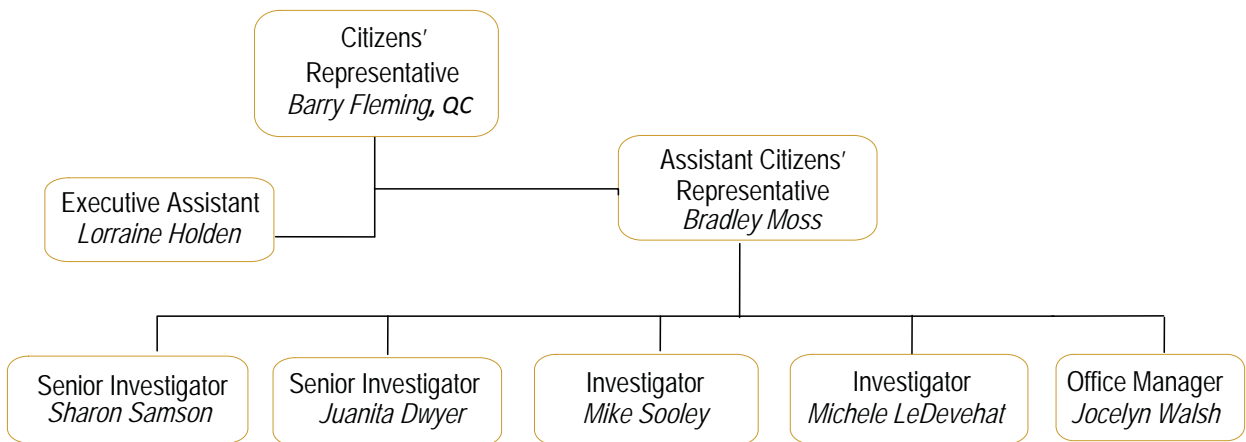 Citizens’
Representative
Barry Fleming, QC
Assistant Citizens’
Representative
Bradley Moss
Executive Assistant
Lorraine Holden
Senior Investigator
Sharon Samson
Senior Investigator
Juanita Dwyer
Investigator
Mike Sooley
Investigator
Michele LeDevehat
Office Manager
Jocelyn Walsh